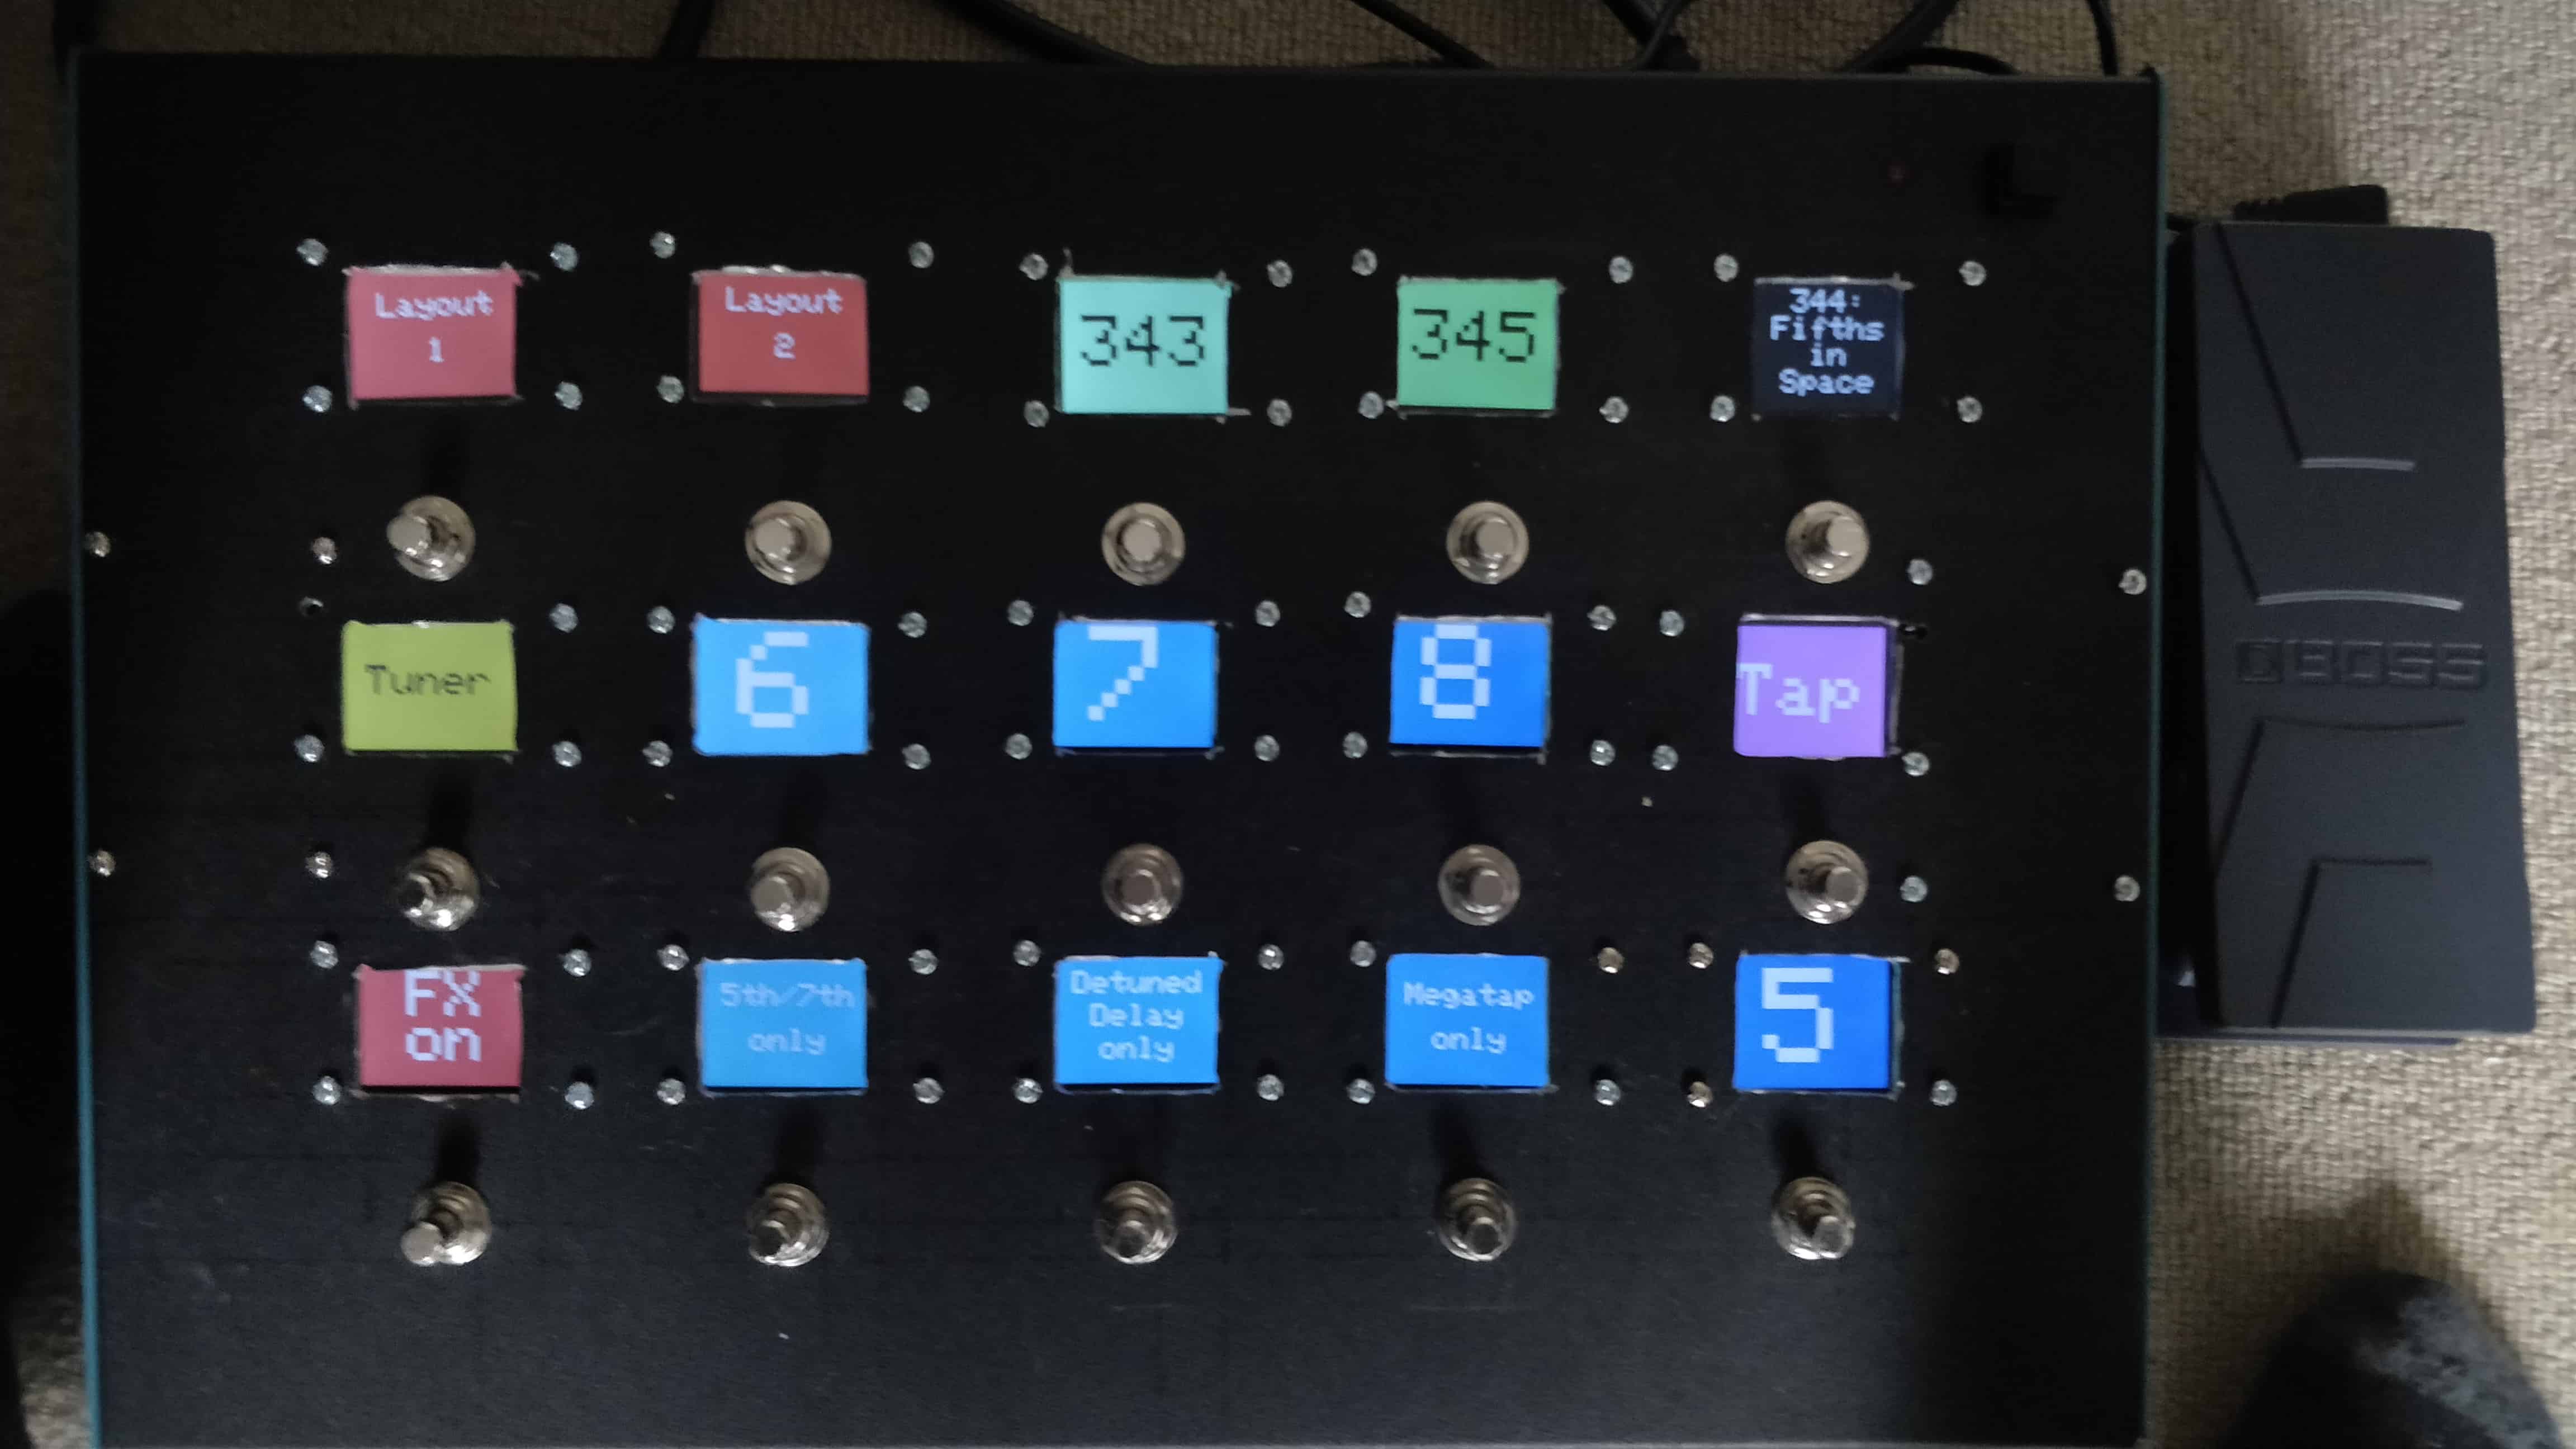 Layout
1
Layout
2
343
345
344:
Fifths
in
Space
Tuner
6
7
8
Tap
BOSS
FX
on
5th/7th
only
Detuned
Delay
only
Megatap
only
5